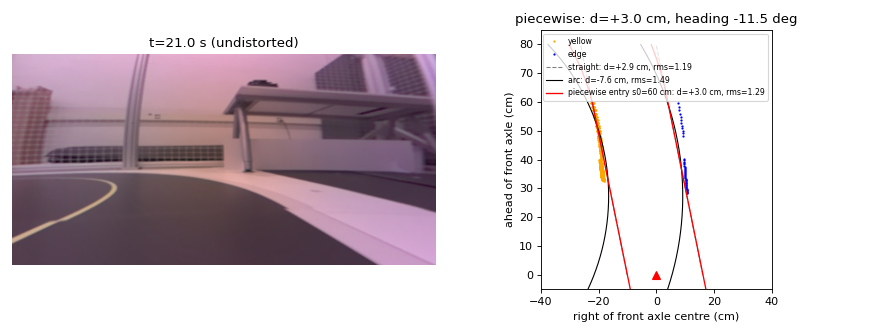 t=21.0 s (undistorted)
piecewise: d=+3.0 cm, heading -11.5 deg
yellow
edge
straight: d=+2.9 cm, rms=1.19
arc: d=-7.6 cm, rms=1.49
piecewise entry s0=60 cm: d=+3.0 cm, rms=1.29
ahead of front axle (cm)
80
70
60
50
40
30
20
10
0
−40
−20
0
20
40
right of front axle centre (cm)